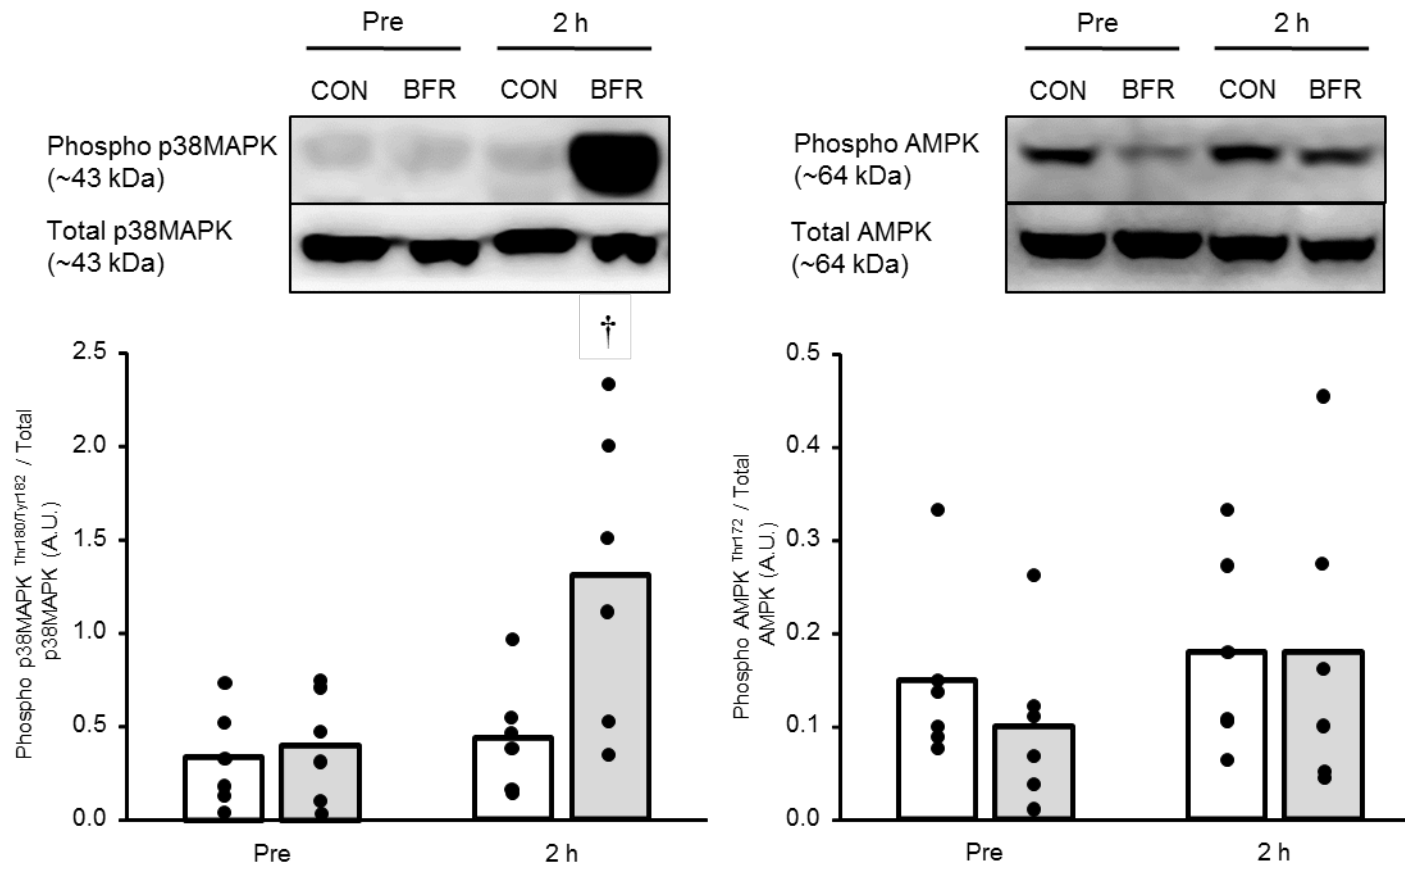 Pre
2 h
CON
BFR
CON
BFR
Phospho p38MAPK
(~43 kDa)
Total p38MAPK
(~43 kDa)
†
2.5
2.0
1.5
1.0
0.5
0.0
Phospho p38MAPK Thr180/Tyr182 / Total
p38MAPK (A.U.)
Pre
2 h
Pre
2 h
CON
BFR
CON
BFR
Phospho AMPK
(~64 kDa)
Total AMPK
(~64 kDa)
0.5
0.4
0.3
0.2
0.1
0.0
Phospho AMPK Thr172 / Total
AMPK (A.U.)
Pre
2 h